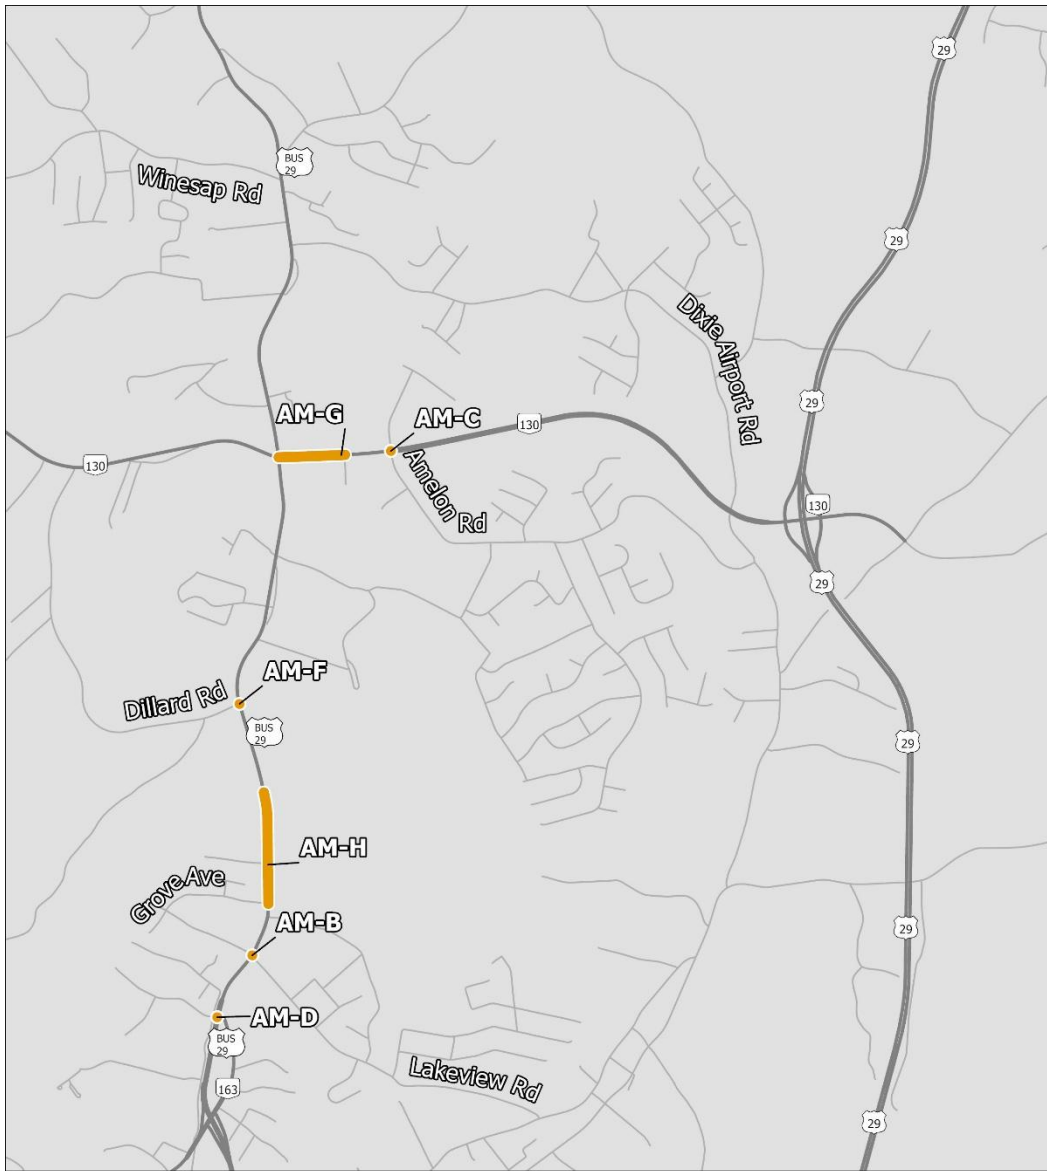 29
BUS
29
Winesap Rd
29
Dixie Airport Rd
29
AM-G
AM-C
130
130
Amelon Rd
130
29
AM-F
Dillard Rd
BUS
29
29
AM-H
Grove Ave
AM-B
29
AM-D
BUS
29
Lakeview Rd
163
29